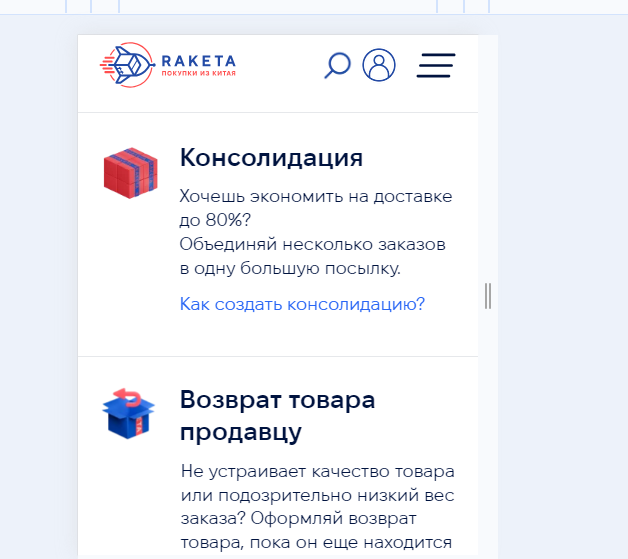 RAKETA
ПОКУПКИ ИЗ КИТАЯ
Консолидация
Хочешь экономить на доставке
до 80%?
Объединяй несколько заказов
в одну большую посылку.
Как создать консолидацию?
Возврат товара
продавцу
Не устраивает качество товара
или подозрительно низкий вес
заказа? Оформляй возврат
товара, пока он еще находится